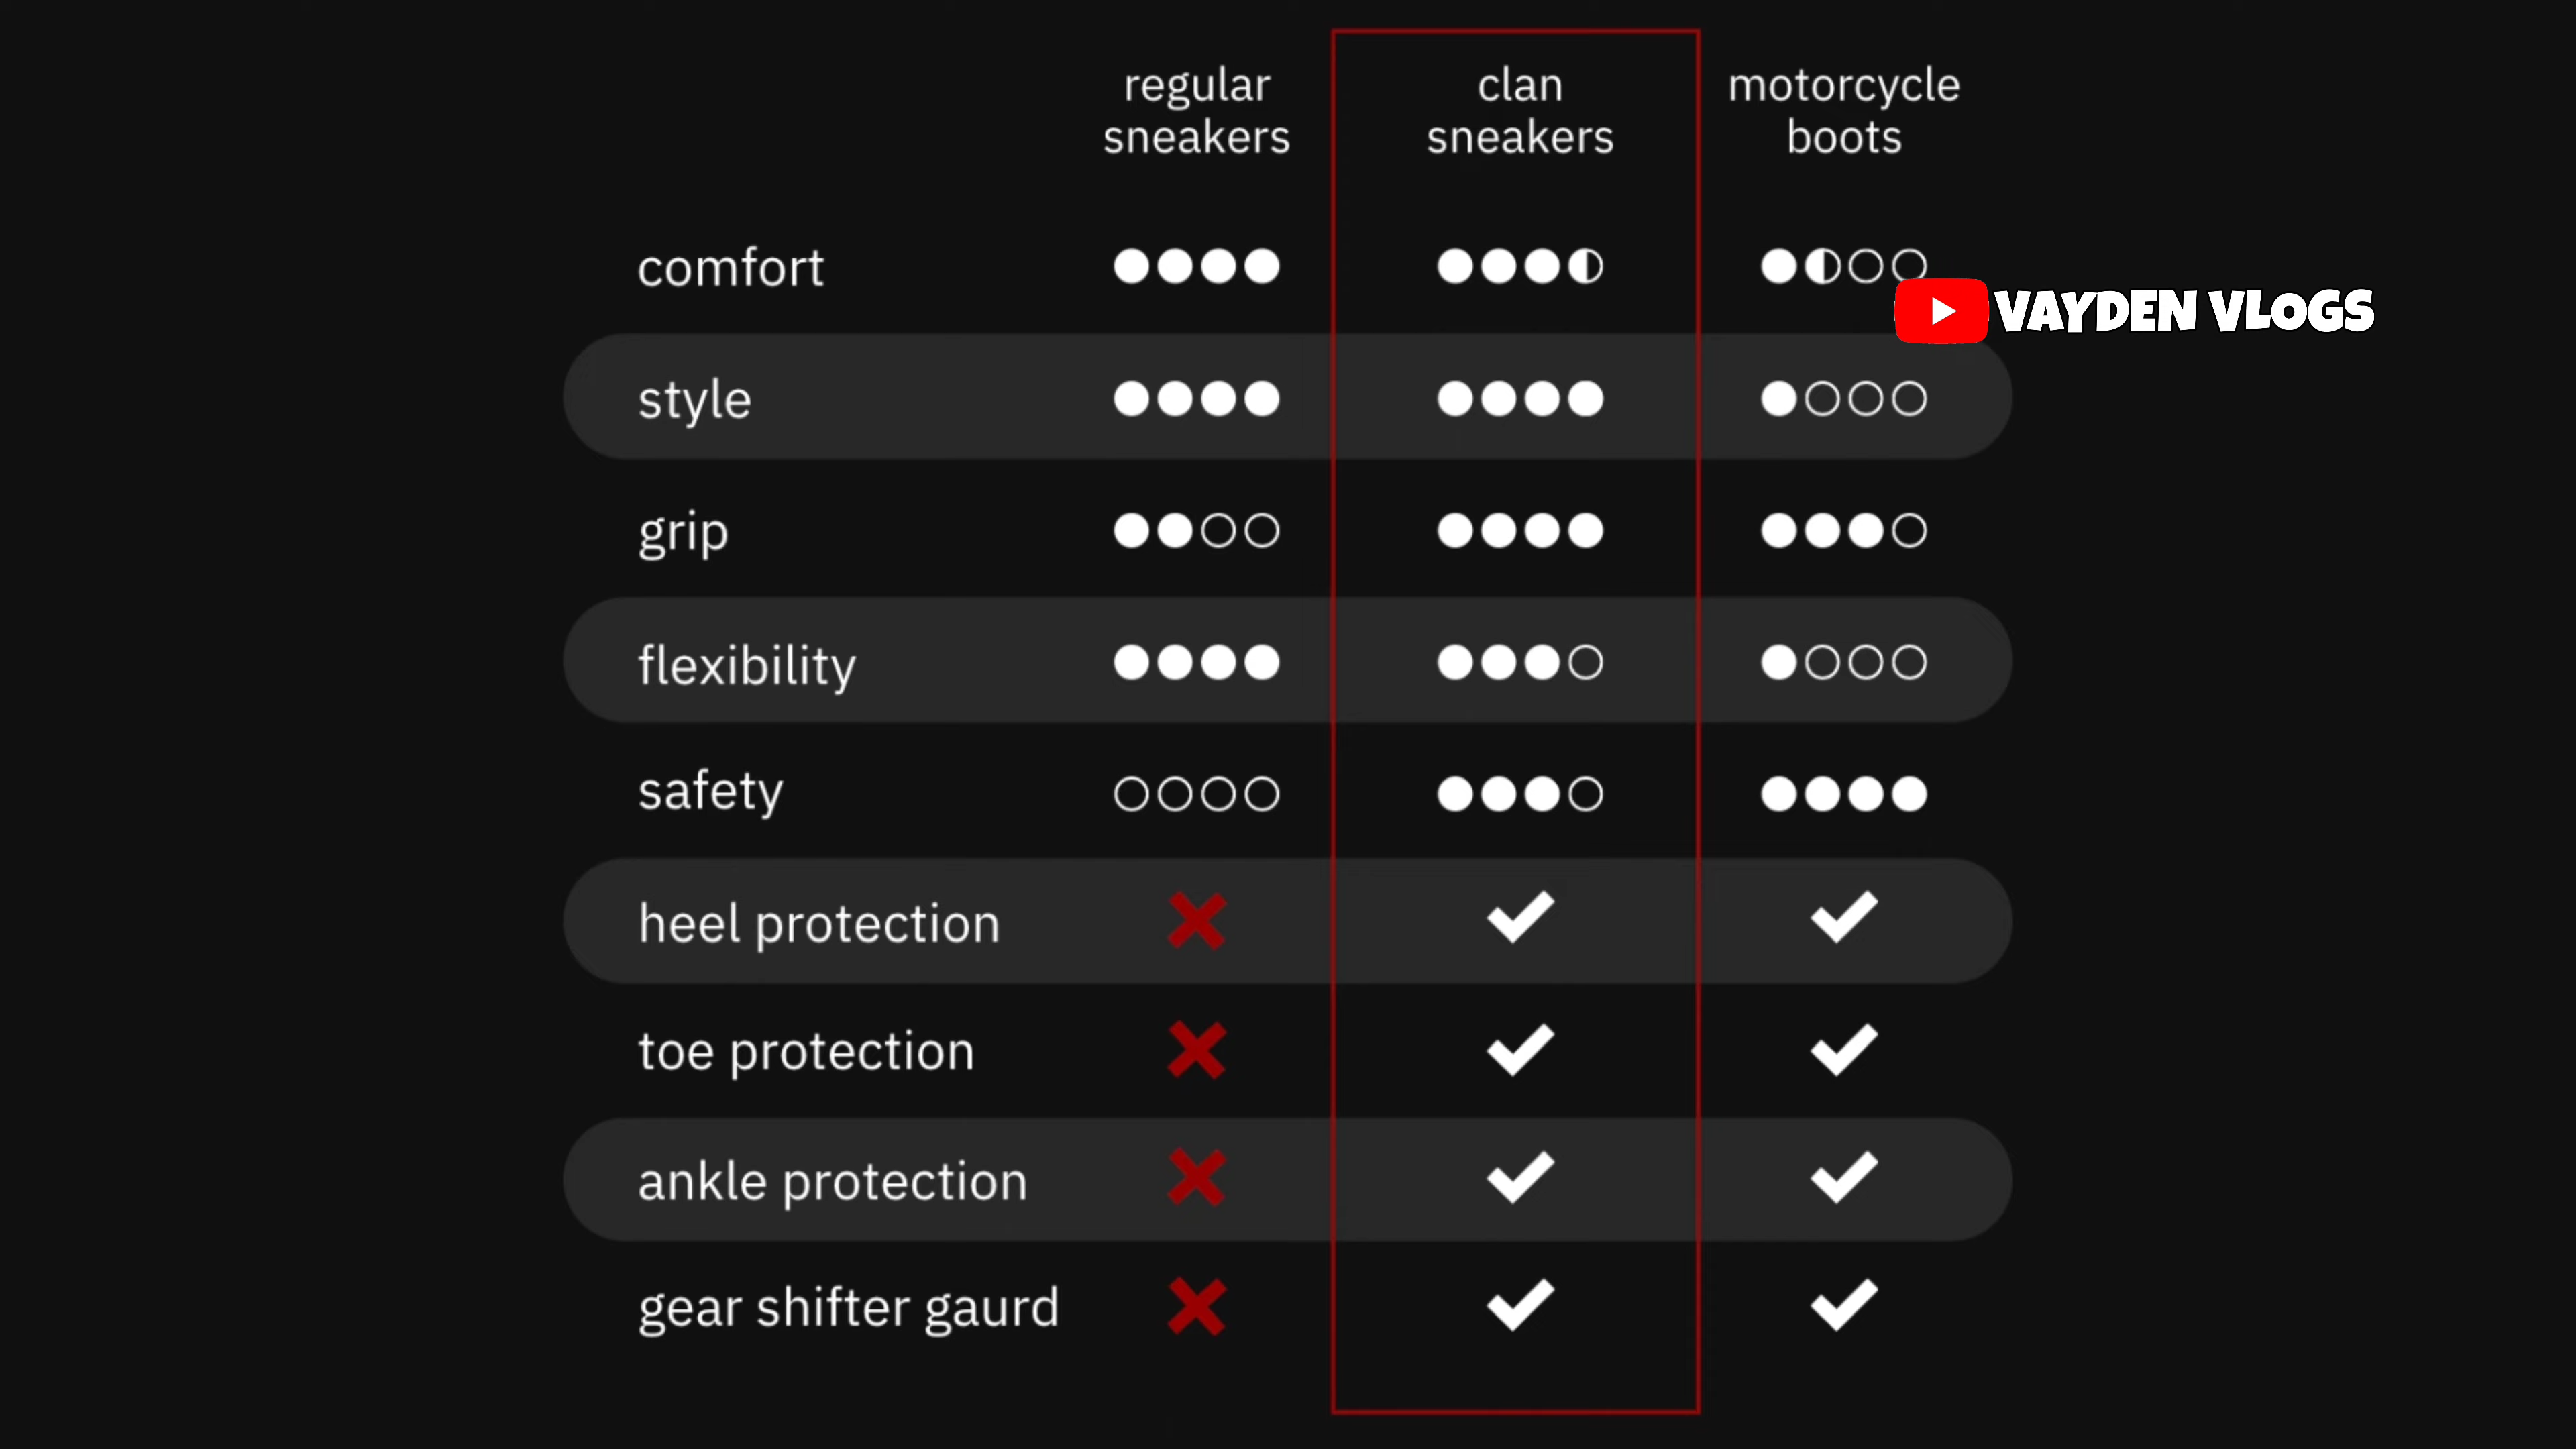 regular
sneakers
clan
sneakers
motorcycle
boots
comfort
VAYDEN VLOGS
style
grip
flexibility
safety
heel protection
toe protection
ankle protection
gear shifter gaurd